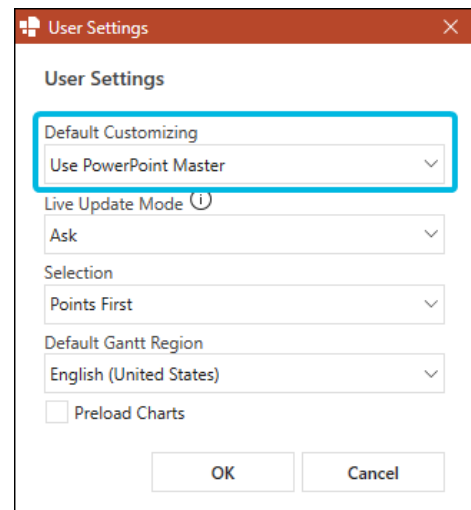 User Settings
User Settings
Default Customizing
Use PowerPoint Master
Live Update Mode
Ask
Selection
Points First
Default Gantt Region
English (United States)
Preload Charts
OK Cancel